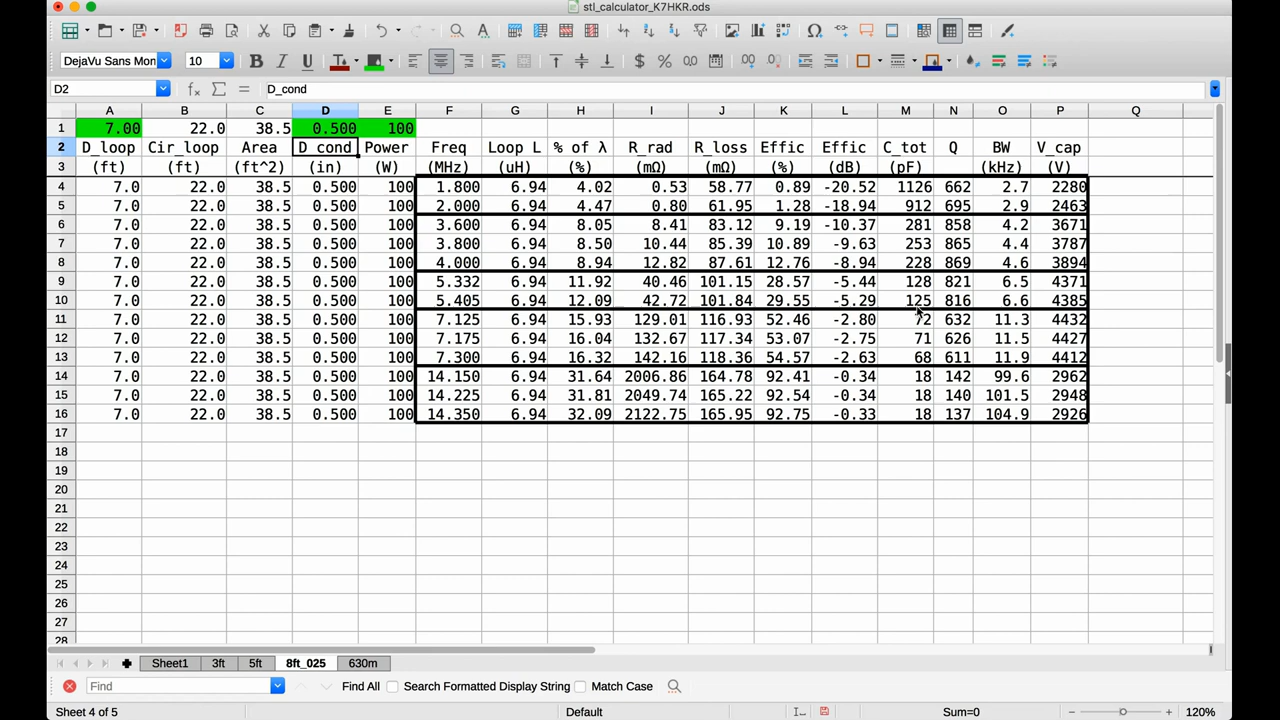 stl_calculator_K7HKR.ods
DejaVu Sans Mon 10
D2 D_cond
A B C D E F G H I J K L M N O P Q
1 7.00 22.0 38.5 0.500 100
2 D_loop Cir_loop Area D_cond Power Freq Loop L % of λ R_rad R_loss Effic Effic C_tot Q BW V_cap
3 (ft) (ft) (ft^2) (in) (W) (MHz) (uH) (%) (mΩ) (mΩ) (%) (dB) (pF) (kHz) (V)
4 7.0 22.0 38.5 0.500 100 1.800 6.94 4.02 0.53 58.77 0.89 -20.52 1126 662 2.7 2280
5 7.0 22.0 38.5 0.500 100 2.000 6.94 4.47 0.80 61.95 1.28 -18.94 912 695 2.9 2463
6 7.0 22.0 38.5 0.500 100 3.600 6.94 8.05 8.41 83.12 9.19 -10.37 281 858 4.2 3671
7 7.0 22.0 38.5 0.500 100 3.800 6.94 8.50 10.44 85.39 10.89 -9.63 253 865 4.4 3787
8 7.0 22.0 38.5 0.500 100 4.000 6.94 8.94 12.82 87.61 12.76 -8.94 228 869 4.6 3894
9 7.0 22.0 38.5 0.500 100 5.332 6.94 11.92 40.46 101.15 28.57 -5.44 128 821 6.5 4371
10 7.0 22.0 38.5 0.500 100 5.405 6.94 12.09 42.72 101.84 29.55 -5.29 125 816 6.6 4385
11 7.0 22.0 38.5 0.500 100 7.125 6.94 15.93 129.01 116.93 52.46 -2.80 72 632 11.3 4432
12 7.0 22.0 38.5 0.500 100 7.175 6.94 16.04 132.67 117.34 53.07 -2.75 71 626 11.5 4427
13 7.0 22.0 38.5 0.500 100 7.300 6.94 16.32 142.16 118.36 54.57 -2.63 68 611 11.9 4412
14 7.0 22.0 38.5 0.500 100 14.150 6.94 31.64 2006.86 164.78 92.41 -0.34 18 142 99.6 2962
15 7.0 22.0 38.5 0.500 100 14.225 6.94 31.81 2049.74 165.22 92.54 -0.34 18 140 101.5 2948
16 7.0 22.0 38.5 0.500 100 14.350 6.94 32.09 2122.75 165.95 92.75 -0.33 18 137 104.9 2926
17
18
19
20
21
22
23
24
25
26
27
28
Sheet1 3ft 5ft 8ft_025 630m
Find Find All Search Formatted Display String Match Case
Sheet 4 of 5 Default Sum=0 120%